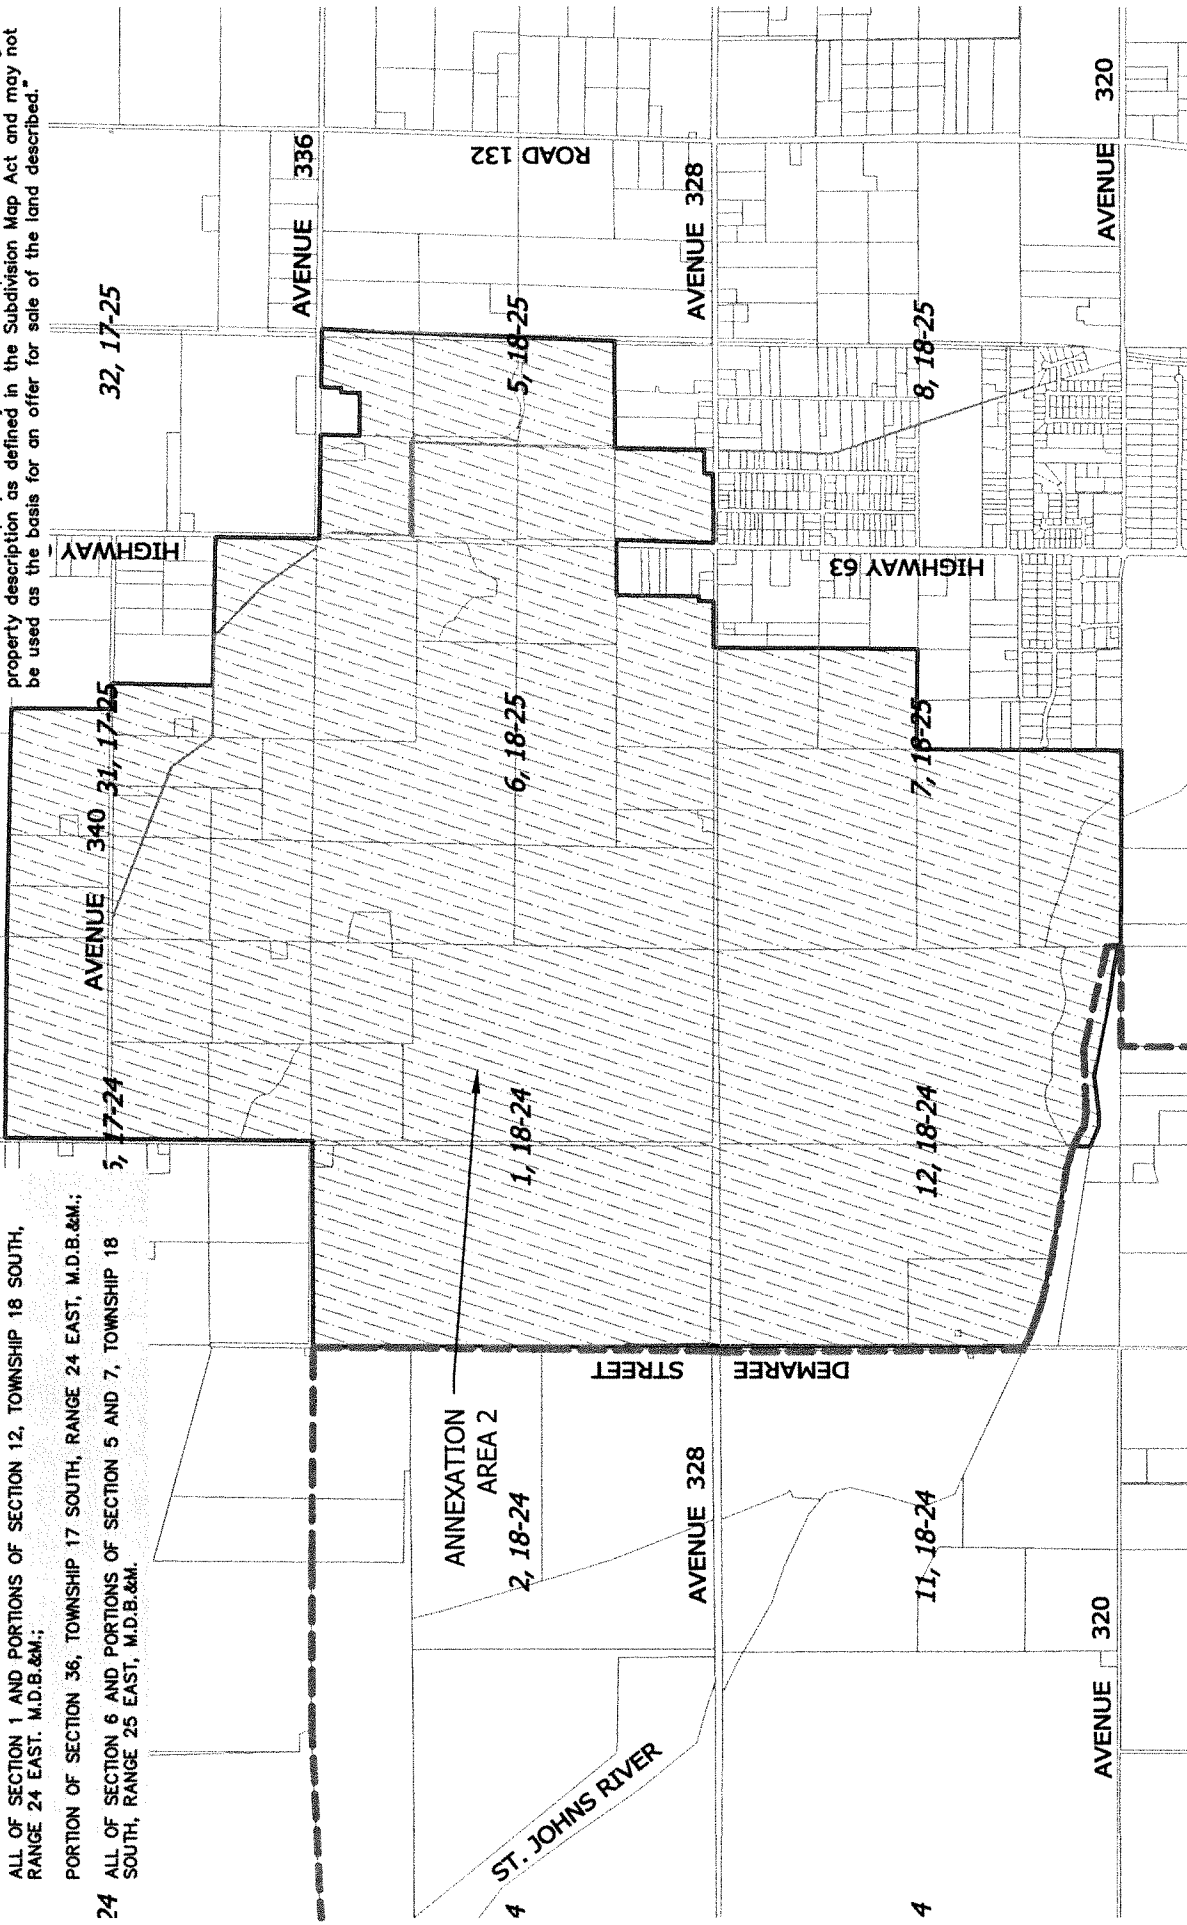 ALL OF SECTION 1 AND PORTIONS OF SECTION 12, TOWNSHIP 18 SOUTH,
RANGE 24 EAST. M.D.B.&M.;
PORTION OF SECTION 36, TOWNSHIP 17 SOUTH, RANGE 24 EAST, M.D.B.&M.;
ALL OF SECTION 6 AND PORTIONS OF SECTION 5 AND 7, TOWNSHIP 18
SOUTH, RANGE 25 EAST, M.D.B.&M.
property description as defined in the Subdivision Map Act and may not
be used as the basis for an offer for sale of the land described."
24
17-24
AVENUE 340
31, 17-25
32, 17-25
HIGHWAY
AVENUE 336
ROAD 132
ANNEXATION
AREA 2
4
2, 18-24
1, 18-24
6, 18-25
5, 18-25
ST. JOHNS RIVER
STREET
DEMAREE
AVENUE 328
AVENUE 328
HIGHWAY 63
4
11, 18-24
12, 18-24
7, 18-25
8, 18-25
AVENUE 320
AVENUE 320